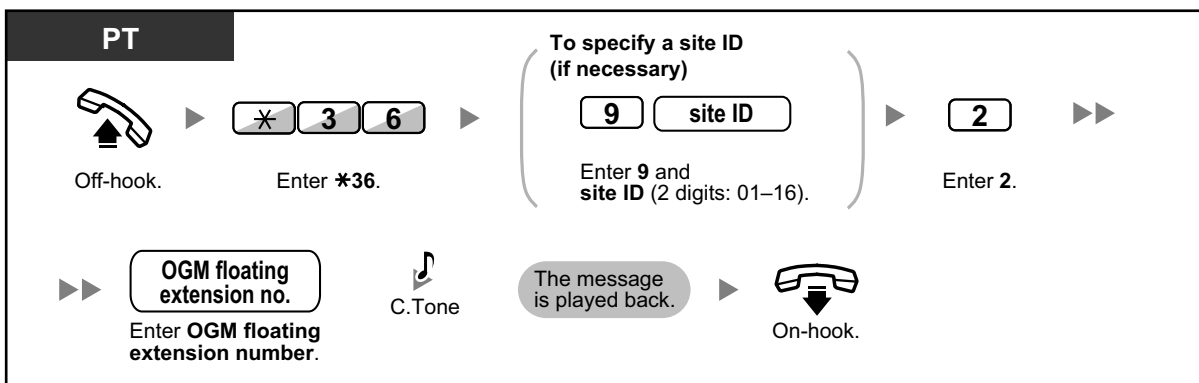 PT
To specify a site ID
(if necessary)
✳ 3 6
9 site ID
2
Off-hook.
Enter ✳36.
Enter 9 and
site ID (2 digits: 01–16).
Enter 2.
OGM floating
extension no.
C.Tone
The message
is played back.
Enter OGM floating
extension number.
On-hook.